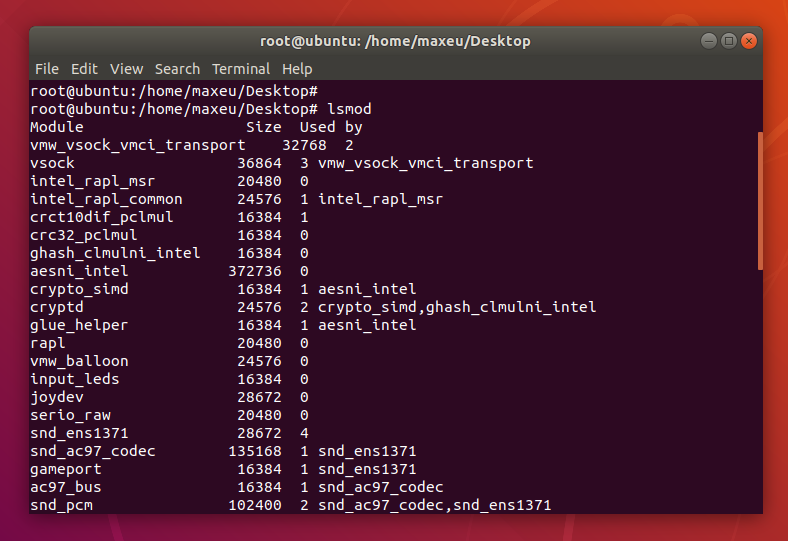 root@ubuntu: /home/maxeu/Desktop
File Edit View Search Terminal Help
root@ubuntu:/home/maxeu/Desktop#
root@ubuntu:/home/maxeu/Desktop# lsmod
Module                  Size  Used by
vmw_vsock_vmci_transport    32768  2
vsock                  36864  3 vmw_vsock_vmci_transport
intel_rapl_msr         20480  0
intel_rapl_common      24576  1 intel_rapl_msr
crct10dif_pclmul       16384  1
crc32_pclmul           16384  0
ghash_clmulni_intel    16384  0
aesni_intel           372736  0
crypto_simd            16384  1 aesni_intel
cryptd                 24576  2 crypto_simd,ghash_clmulni_intel
glue_helper            16384  1 aesni_intel
rapl                   20480  0
vmw_balloon            24576  0
input_leds             16384  0
joydev                 28672  0
serio_raw              20480  0
snd_ens1371            28672  4
snd_ac97_codec        135168  1 snd_ens1371
gameport               16384  1 snd_ens1371
ac97_bus               16384  1 snd_ac97_codec
snd_pcm               102400  2 snd_ac97_codec,snd_ens1371